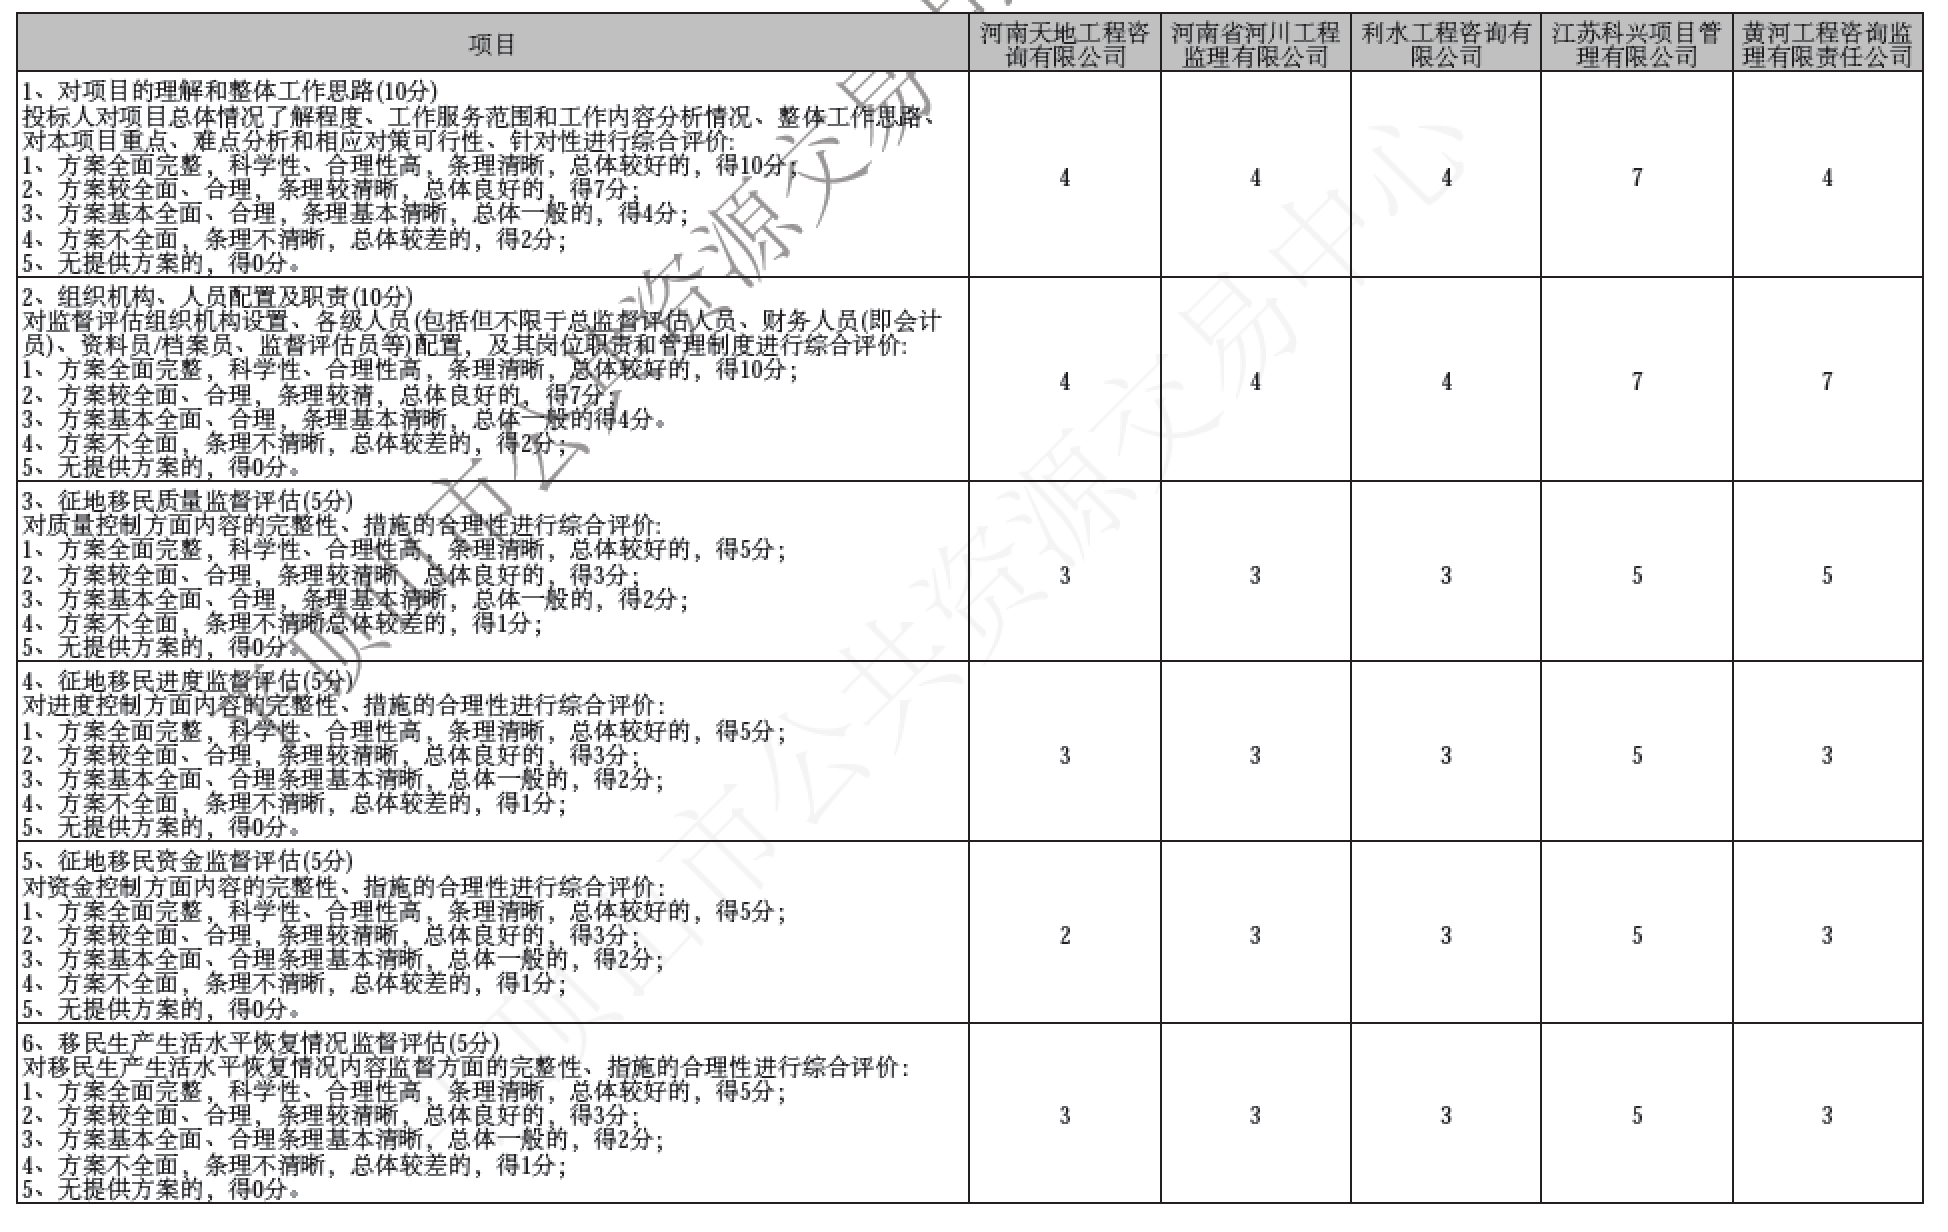 项目
河南天地工程咨
询有限公司
河南省河川工程
监理有限公司
利水工程咨询有
限公司
江苏科兴项目管
理有限公司
黄河工程咨询监
理有限责任公司
1、对项目的理解和整体工作思路(10分)
投标人对项目总体情况了解程度、工作服务范围和工作内容分析情况、整体工作思路、
对本项目重点、难点分析和相应对策可行性、针对性进行综合评价:
1、方案全面完整，科学性、合理性高，条理清晰，总体较好的，得10分;
2、方案较全面、合理，条理较清晰，总体良好的，得7分;
3、方案基本全面、合理，条理基本清晰，总体一般的，得4分;
4、方案不全面，条理不清晰，总体较差的，得2分;
5、无提供方案的，得0分。
4
4
4
7
4
2、组织机构、人员配置及职责(10分)
对监督评估组织机构设置、各级人员(包括但不限于总监督评估人员、财务人员(即会计
员)、资料员/档案员、监督评估员等)配置，及其岗位职责和管理制度进行综合评价:
1、方案全面完整，科学性、合理性高，条理清晰，总体较好的，得10分;
2、方案较全面、合理，条理较清，总体良好的，得7分;
3、方案基本全面、合理，条理基本清晰，总体一般的得4分。
4、方案不全面，条理不清晰，总体较差的，得2分;
5、无提供方案的，得0分。
4
4
4
7
7
3、征地移民质量监督评估(5分)
对质量控制方面内容的完整性、措施的合理性进行综合评价:
1、方案全面完整，科学性、合理性高，条理清晰，总体较好的，得5分;
2、方案较全面、合理，条理较清晰，总体良好的，得3分;
3、方案基本全面、合理，条理基本清晰，总体一般的，得2分;
4、方案不全面，条理不清晰总体较差的，得1分;
5、无提供方案的，得0分。
3
3
3
5
5
4、征地移民进度监督评估(5分)
对进度控制方面内容的完整性、措施的合理性进行综合评价:
1、方案全面完整，科学性、合理性高，条理清晰，总体较好的，得5分;
2、方案较全面、合理，条理较清晰，总体良好的，得3分;
3、方案基本全面、合理条理基本清晰，总体一般的，得2分;
4、方案不全面，条理不清晰，总体较差的，得1分;
5、无提供方案的，得0分。
3
3
3
5
3
5、征地移民资金监督评估(5分)
对资金控制方面内容的完整性、指施的合理性进行综合评价:
1、方案全面完整，科学性、合理性高，条理清晰，总体较好的，得5分;
2、方案较全面、合理，条理较清晰，总体良好的，得3分;
3、方案基本全面、合理条理基本清晰，总体一般的，得2分;
4、方案不全面，条理不清晰，总体较差的，得1分;
5、无提供方案的，得0分。
2
3
3
5
3
6、移民生产生活水平恢复情况监督评估(5分)
对移民生产生活水平恢复情况内容监督方面的完整性、指施的合理性进行综合评价:
1、方案全面完整，科学性、合理性高，条理清晰，总体较好的，得5分;
2、方案较全面、合理，条理较清晰，总体良好的，得3分;
3、方案基本全面、合理条理基本清晰，总体一般的，得2分;
4、方案不全面，条理不清晰，总体较差的，得1分;
5、无提供方案的，得0分。
3
3
3
5
3
顶山市公共资源交易中
顶山市公共资源交易中心